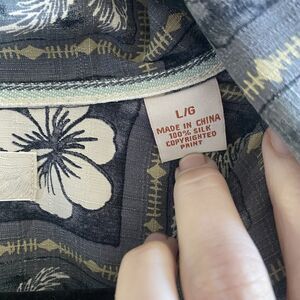 L/G
MADE IN CHINA
100% SILK
COPYRIGHTED
PRINT